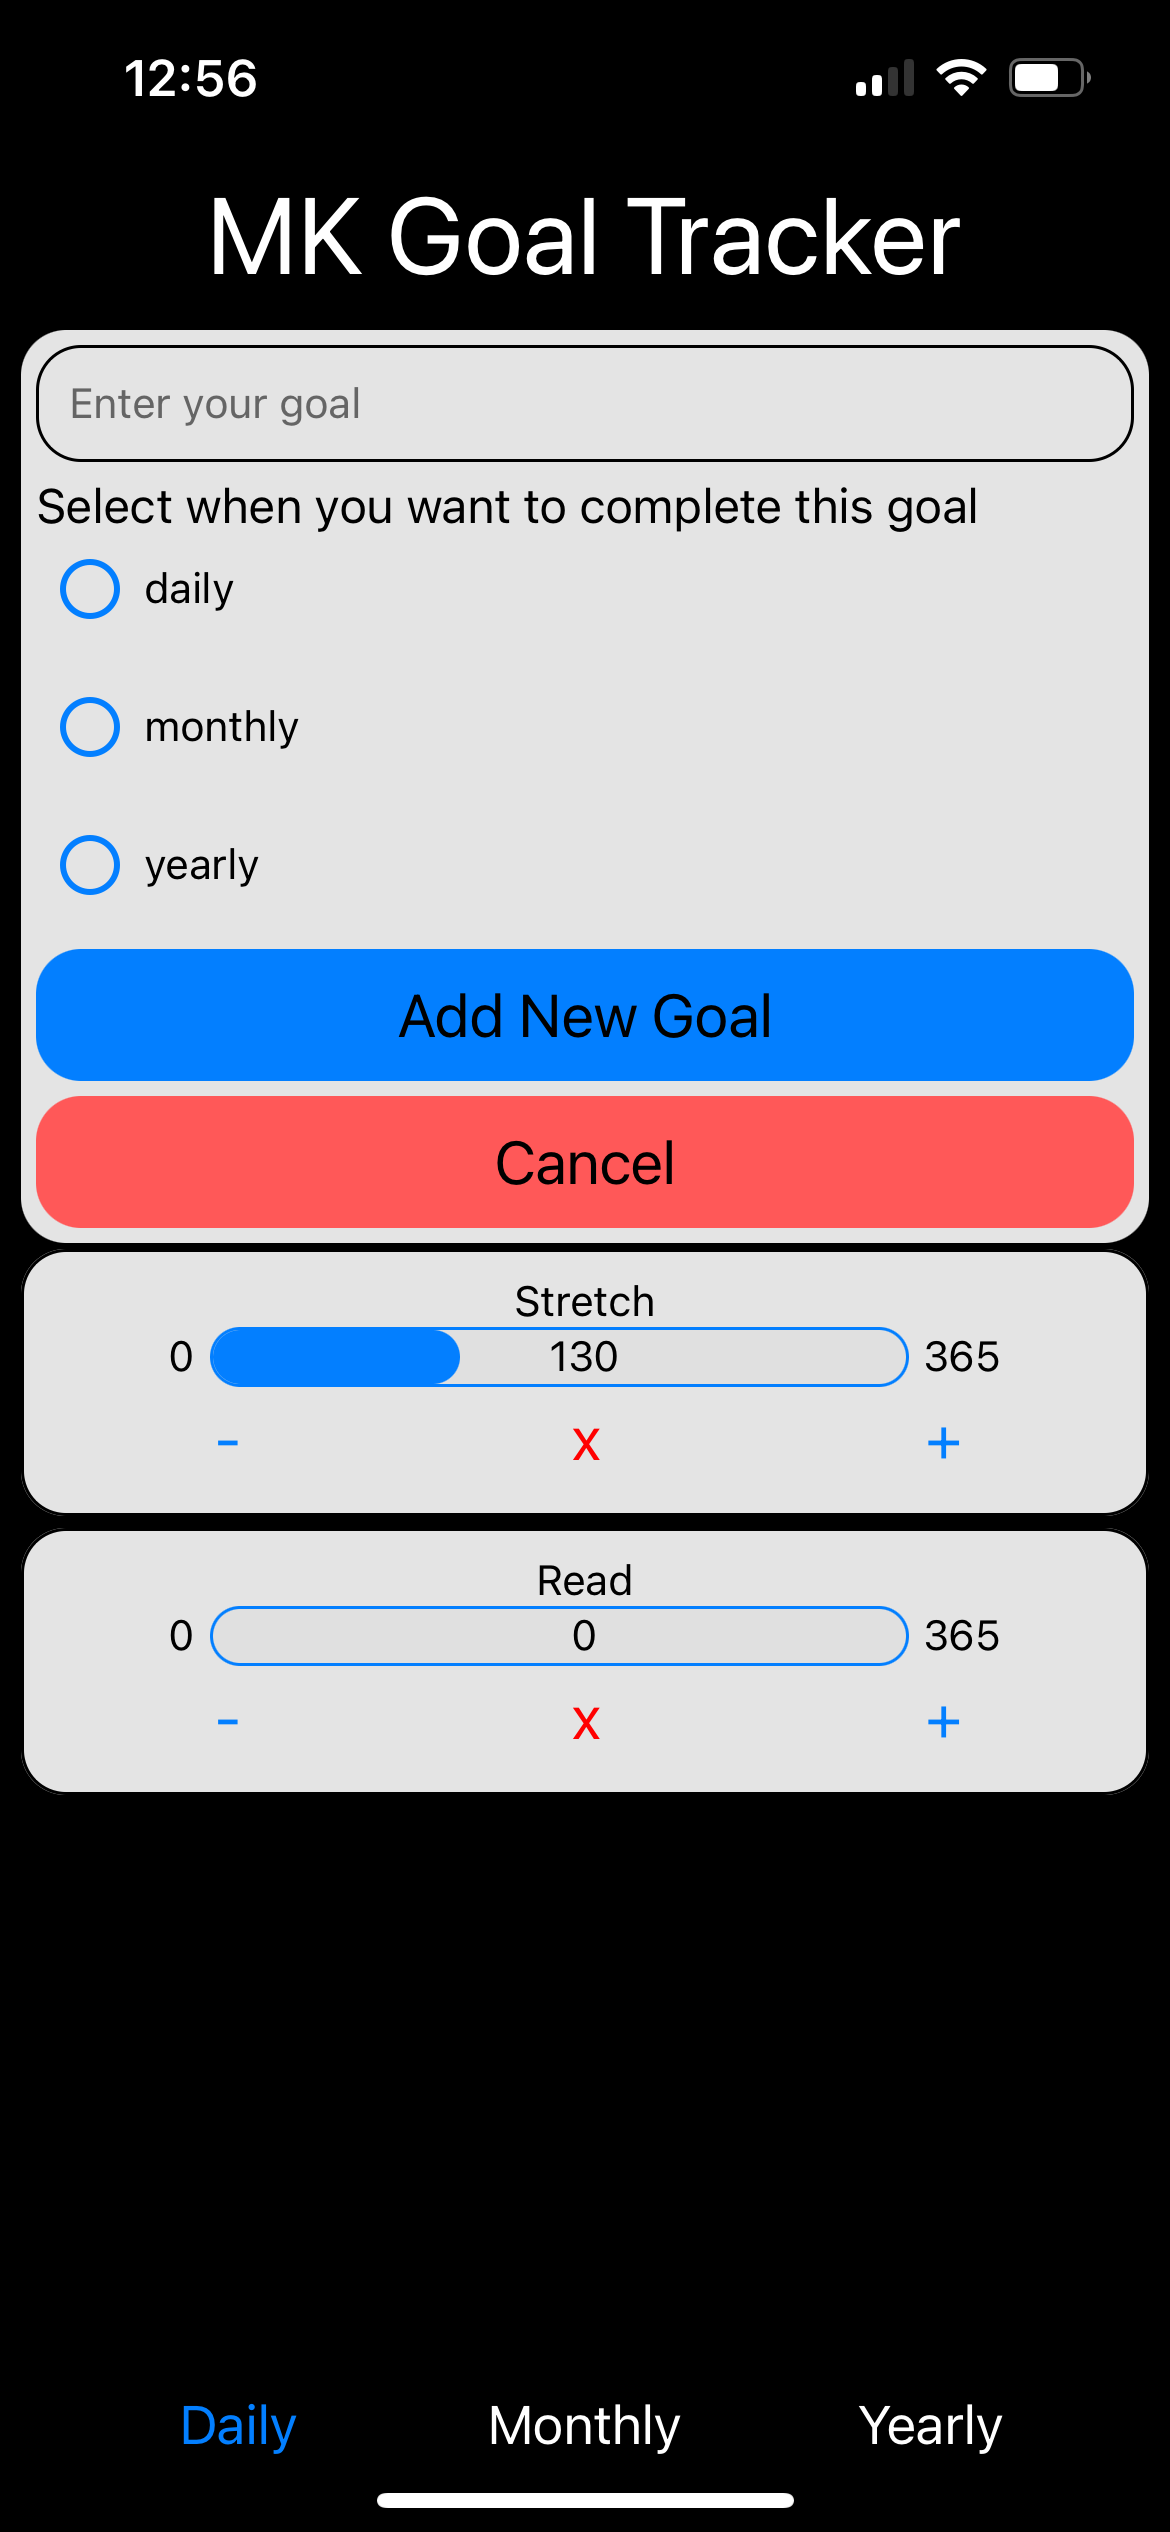 12:56
MK Goal Tracker
Enter your goal
Select when you want to complete this goal
daily
monthly
yearly
Add New Goal
Cancel
Stretch
0 130 365
- x +
Read
0 0 365
- x +
Daily Monthly Yearly